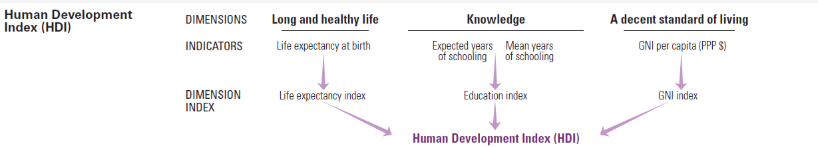 Human Development
Index (HDI)
DIMENSIONS Long and healthy life Knowledge A decent standard of living
INDICATORS Life expectancy at birth Expected years Mean years GNI per capita (PPP $)
of schooling of schooling
DIMENSION Life expectancy index Education index GNI index
INDEX
Human Development Index (HDI)